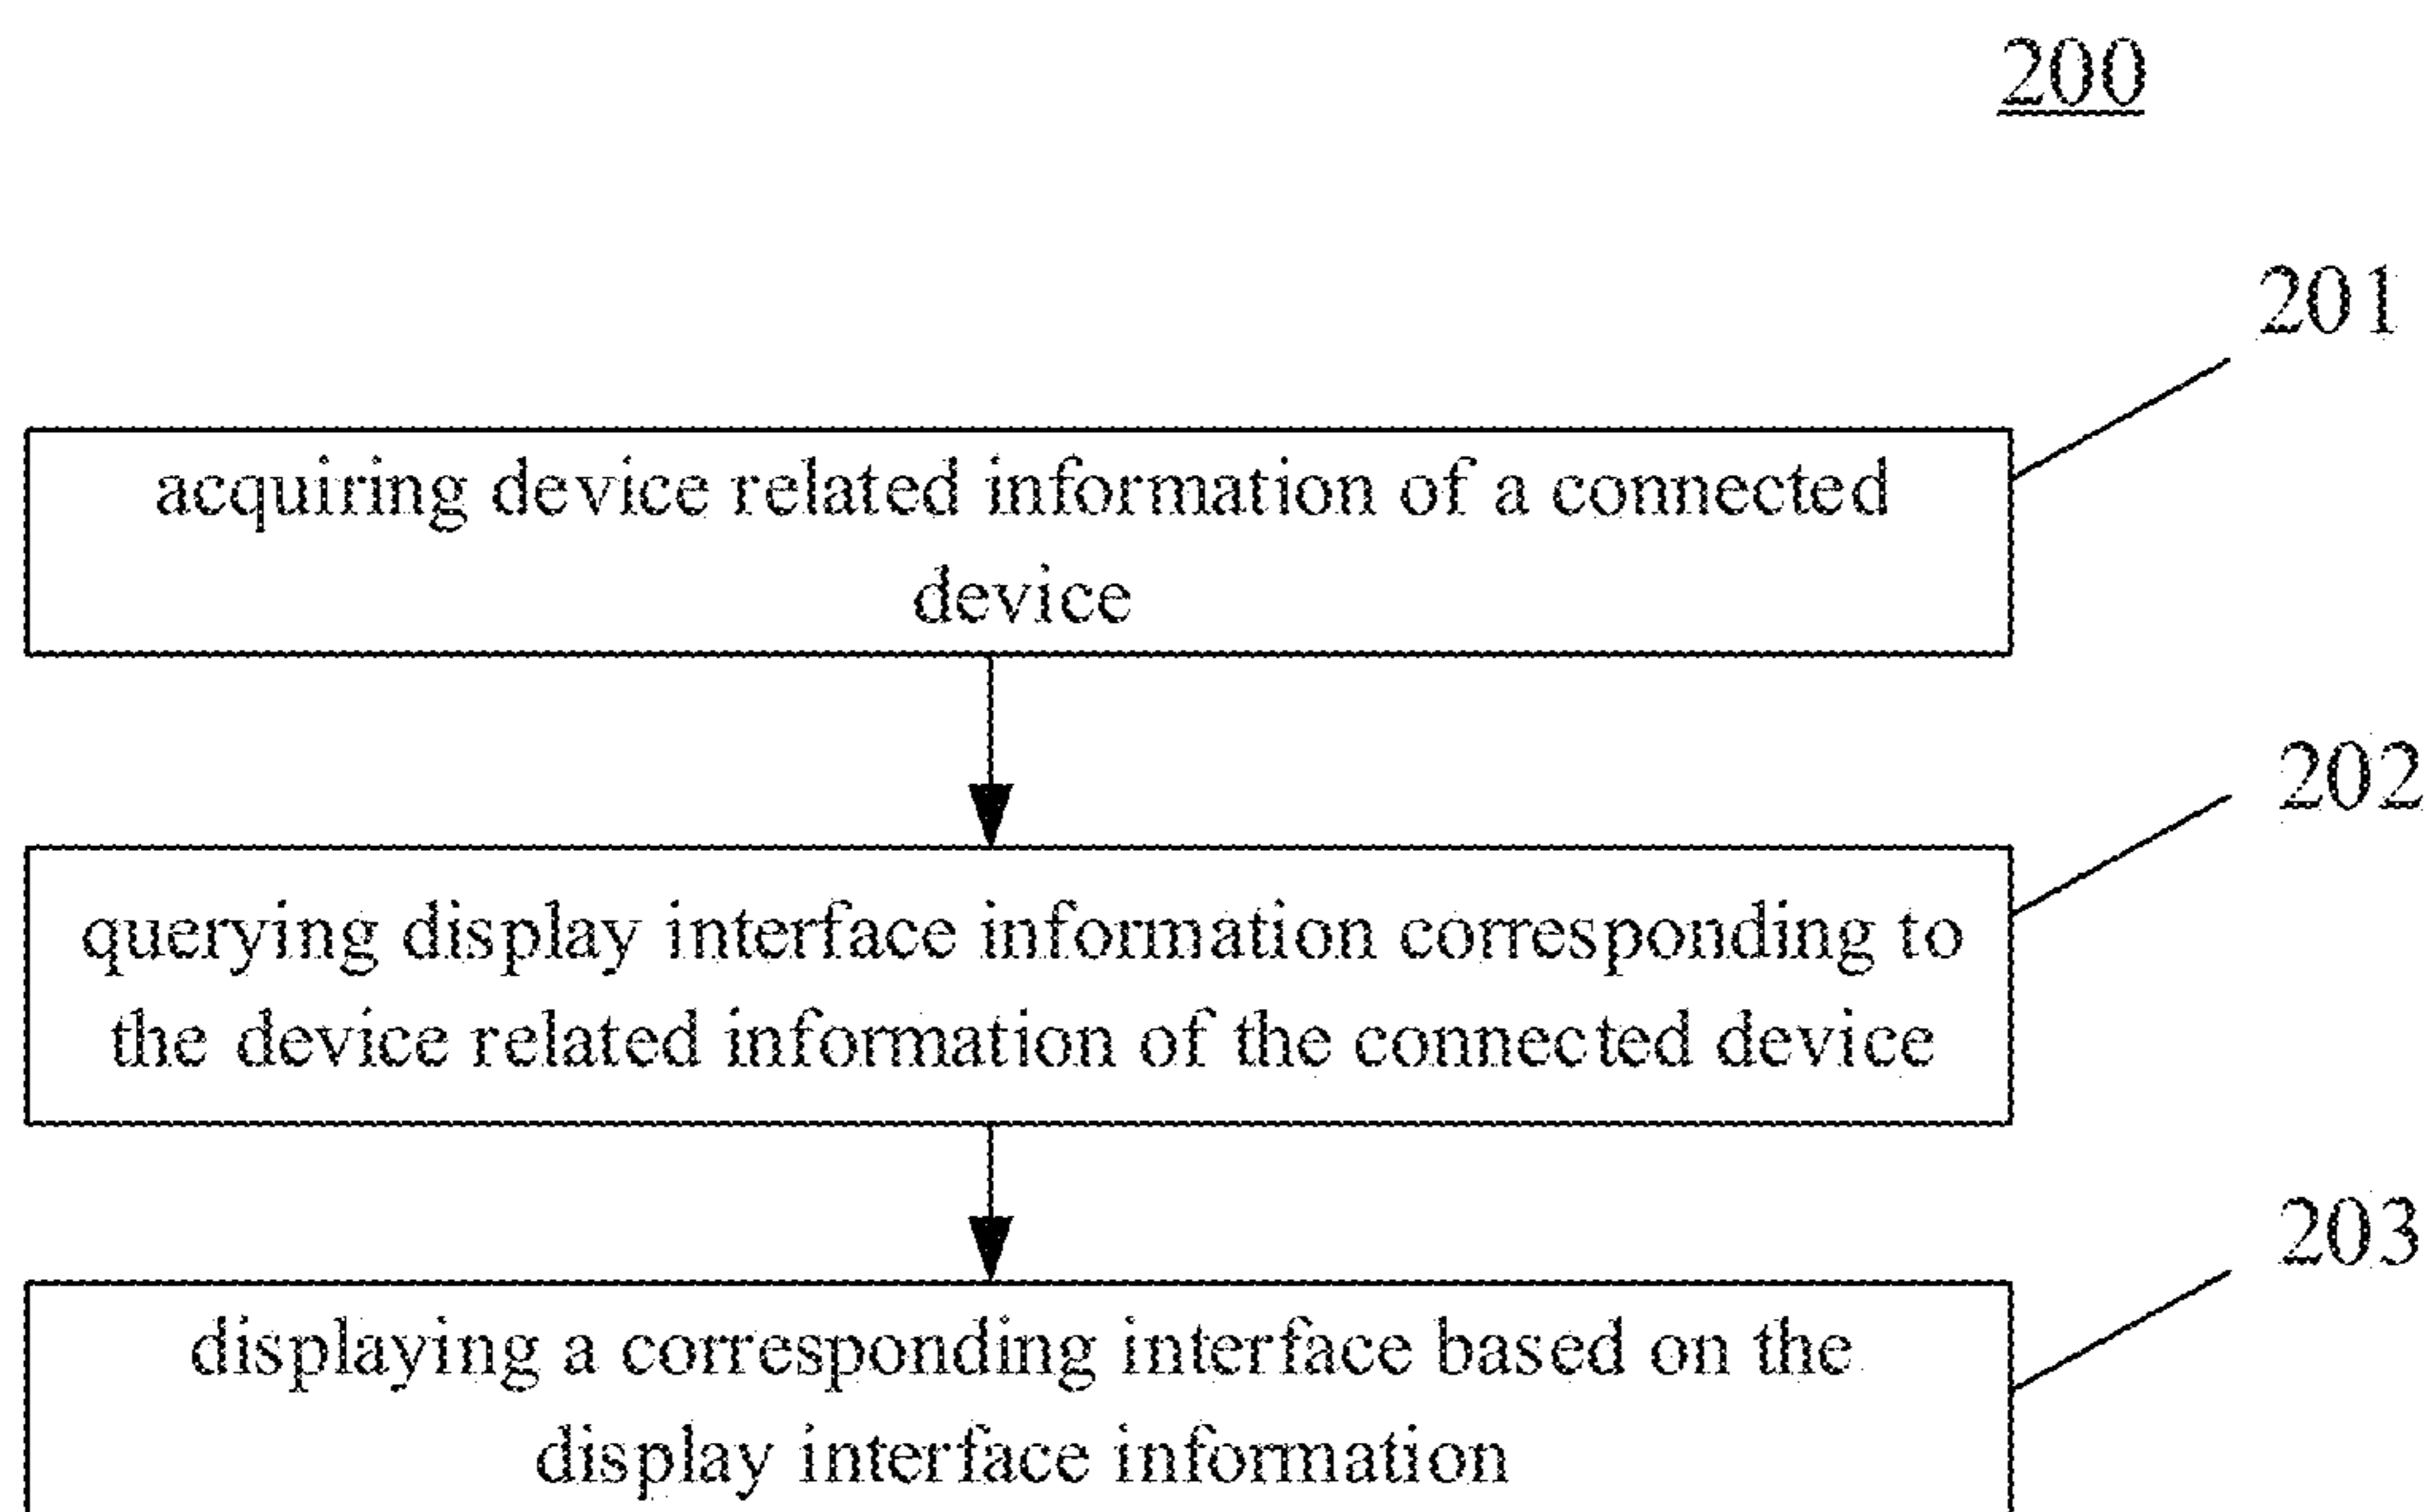 200
201
acquiring device related information of a connected
device
202
querying display interface information corresponding to
the device related information of the connected device
203
displaying a corresponding interface based on the
display interface information